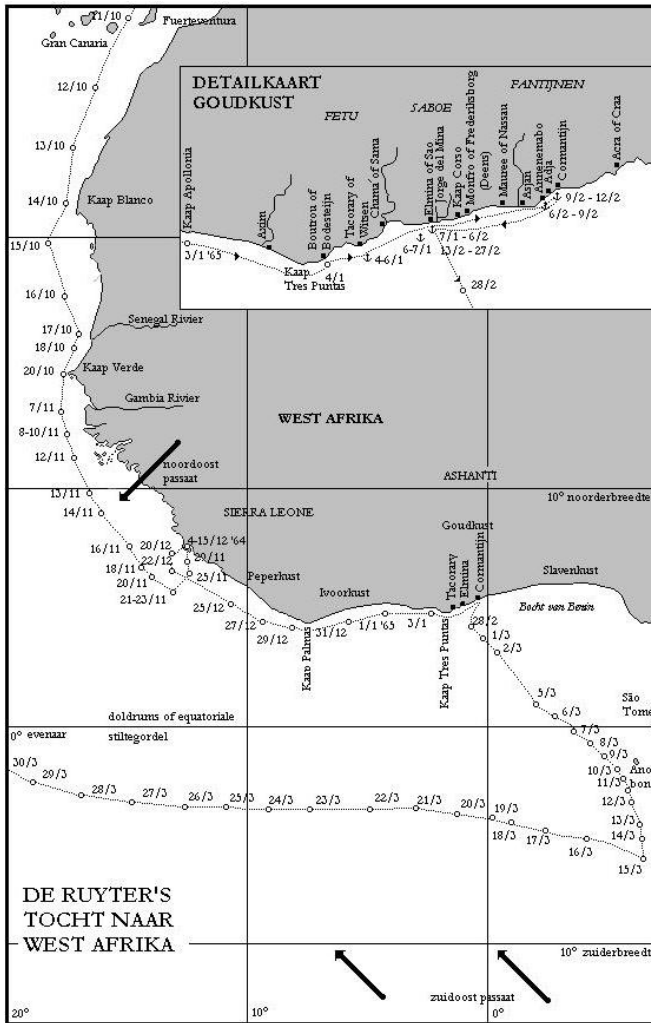 11/10
Fuerteventura
Gran Canaria
12/10
13/10
14/10
Kaap Blanco
15/10
16/10
17/10
Senegal Rivier
18/10
20/10
Kaap Verde
7/11
Gambia Rivier
8-10/11
12/11
noordoost
passaat
13/11
14/11
16/11
18/11
20/11
21-23/11
20/12
22/12
4-15/12 '64
29/11
25/11
SIERRA LEONE
Peperkust
25/12
27/12
29/12
Kaap Palmas
31/12
Ivoorkust
1/1 '65
3/1
Kaap Tres Puntas
Tacorary
Elmina
Cormantijn
Goudkust
ASHANTI
WEST AFRIKA
10° noorderbreedte
Slavenkust
Bocht van Benin
28/2
1/3
2/3
5/3
6/3
7/3
8/3
9/3
10/3
11/3
12/3
13/3
14/3
15/3
São
Tome
Ano
bon
doldrums of equatoriale
stiltegordel
0° evenaar
30/3
29/3
28/3
27/3
26/3
25/3
24/3
23/3
22/3
21/3
20/3
19/3
18/3
17/3
16/3
DE RUYTER'S
TOCHT NAAR
WEST AFRIKA
10° zuiderbreedte
zuidoost passaat
20°
10°
0°
DETAILKAART
GOUDKUST
FETU
SABOE
FANTIJNEN
Kaap Apollonia
Axim
Boutrou of
Bodesteijn
Tacorary of
Witsen
Chama of Sama
Elmina of Sao
Jorge del Mina
Kaap Corso
Monfro of Frederiksborg
(Deens)
Mauree of Nassau
Asjan
Annemabo
Adja
Cormantijn
Acra of Craa
3/1 '65
Kaap
Tres Puntas
4/1
4-6/1
6-7/1
7/1 - 6/2
13/2 - 27/2
9/2 - 12/2
6/2 - 9/2
28/2